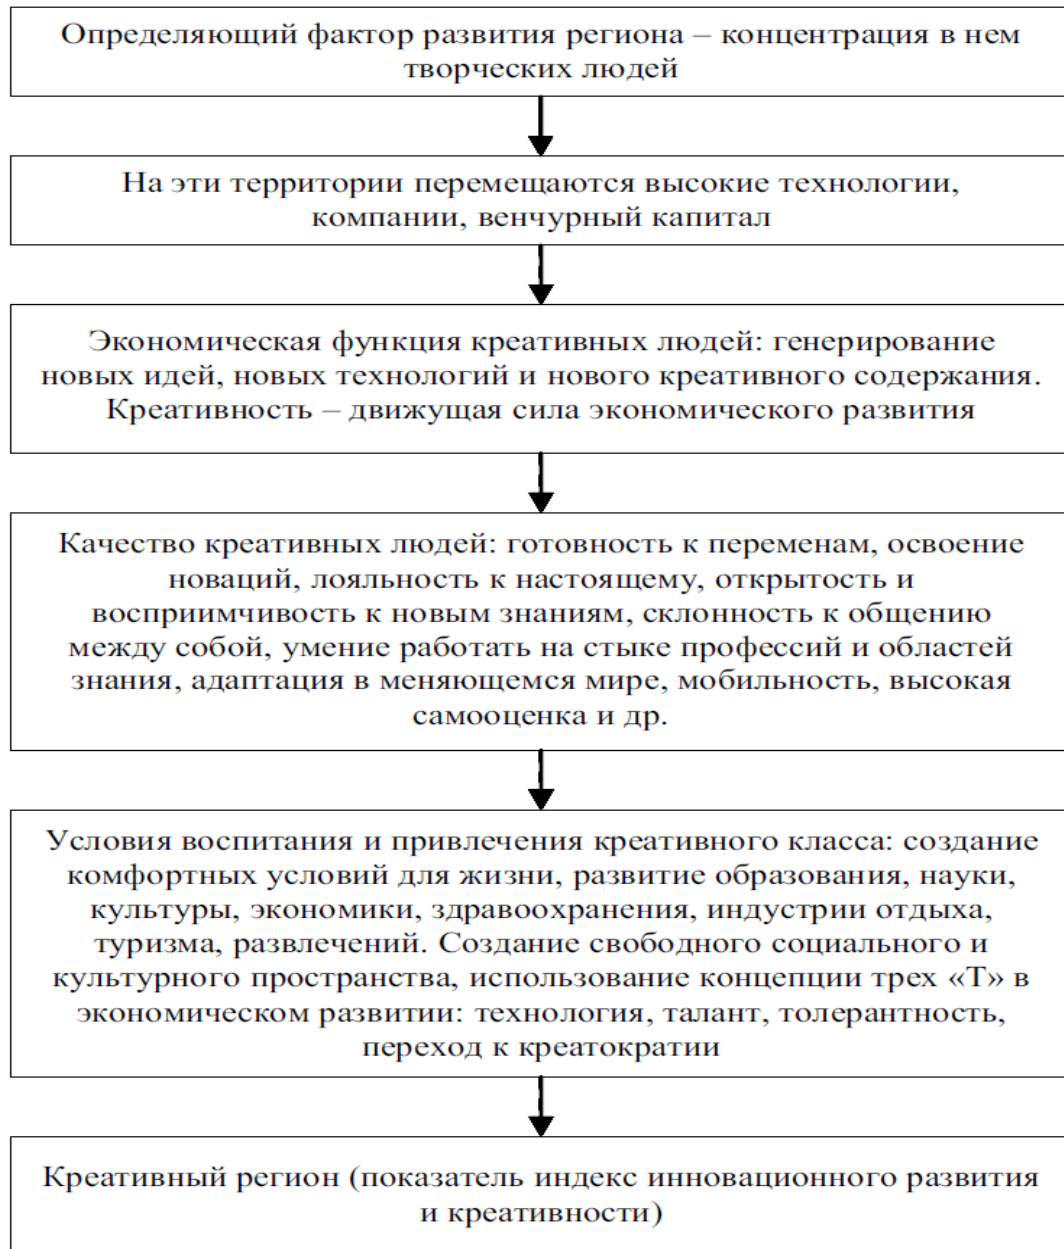 Определяющий фактор развития региона – концентрация в нем
творческих людей
На эти территории перемещаются высокие технологии,
компании, венчурный капитал
Экономическая функция креативных людей: генерирование
новых идей, новых технологий и нового креативного содержания.
Креативность – движущая сила экономического развития
Качество креативных людей: готовность к переменам, освоение
новаций, лояльность к настоящему, открытость и
восприимчивость к новым знаниям, склонность к общению
между собой, умение работать на стыке профессий и областей
знания, адаптация в меняющемся мире, мобильность, высокая
самооценка и др.
Условия воспитания и привлечения креативного класса: создание
комфортных условий для жизни, развитие образования, науки,
культуры, экономики, здравоохранения, индустрии отдыха,
туризма, развлечений. Создание свободного социального и
культурного пространства, использование концепции трех «Т» в
экономическом развитии: технология, талант, толерантность,
переход к креатократии
Креативный регион (показатель индекс инновационного развития
и креативности)